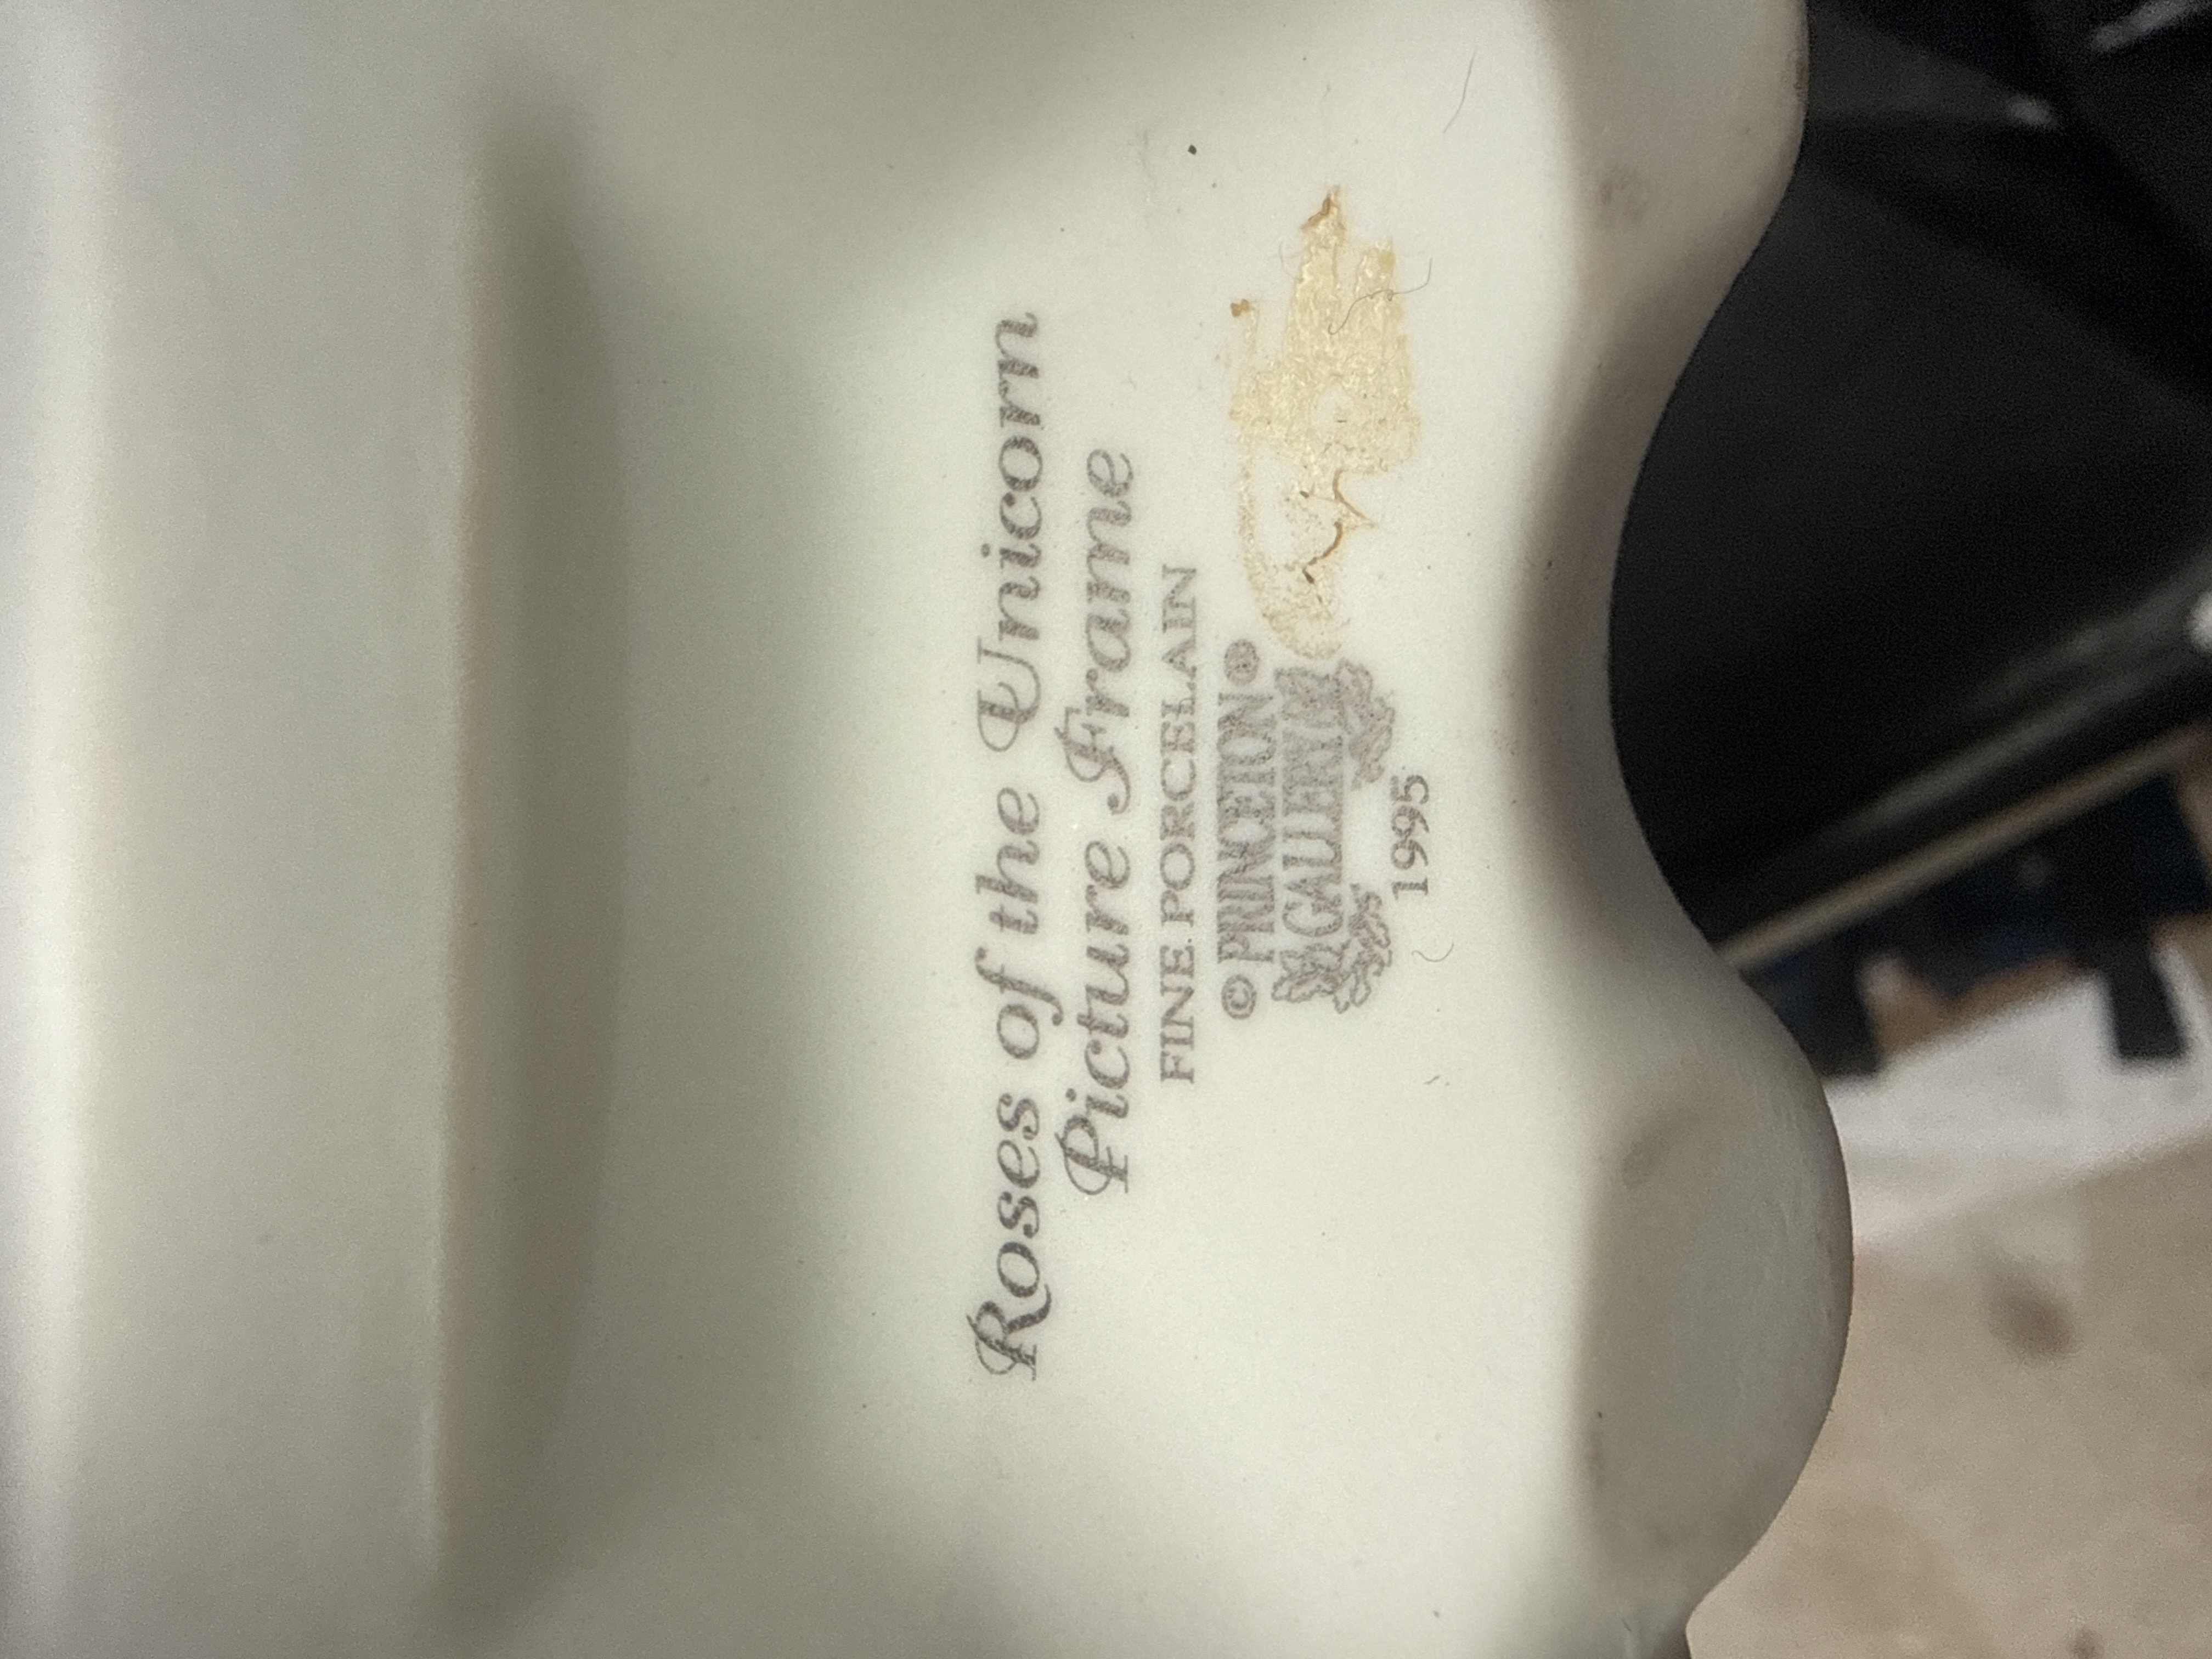 Roses of the Unicorn
Picture Frame
FINE PORCELAIN
© PRINCETON ®
GALLERY
1995